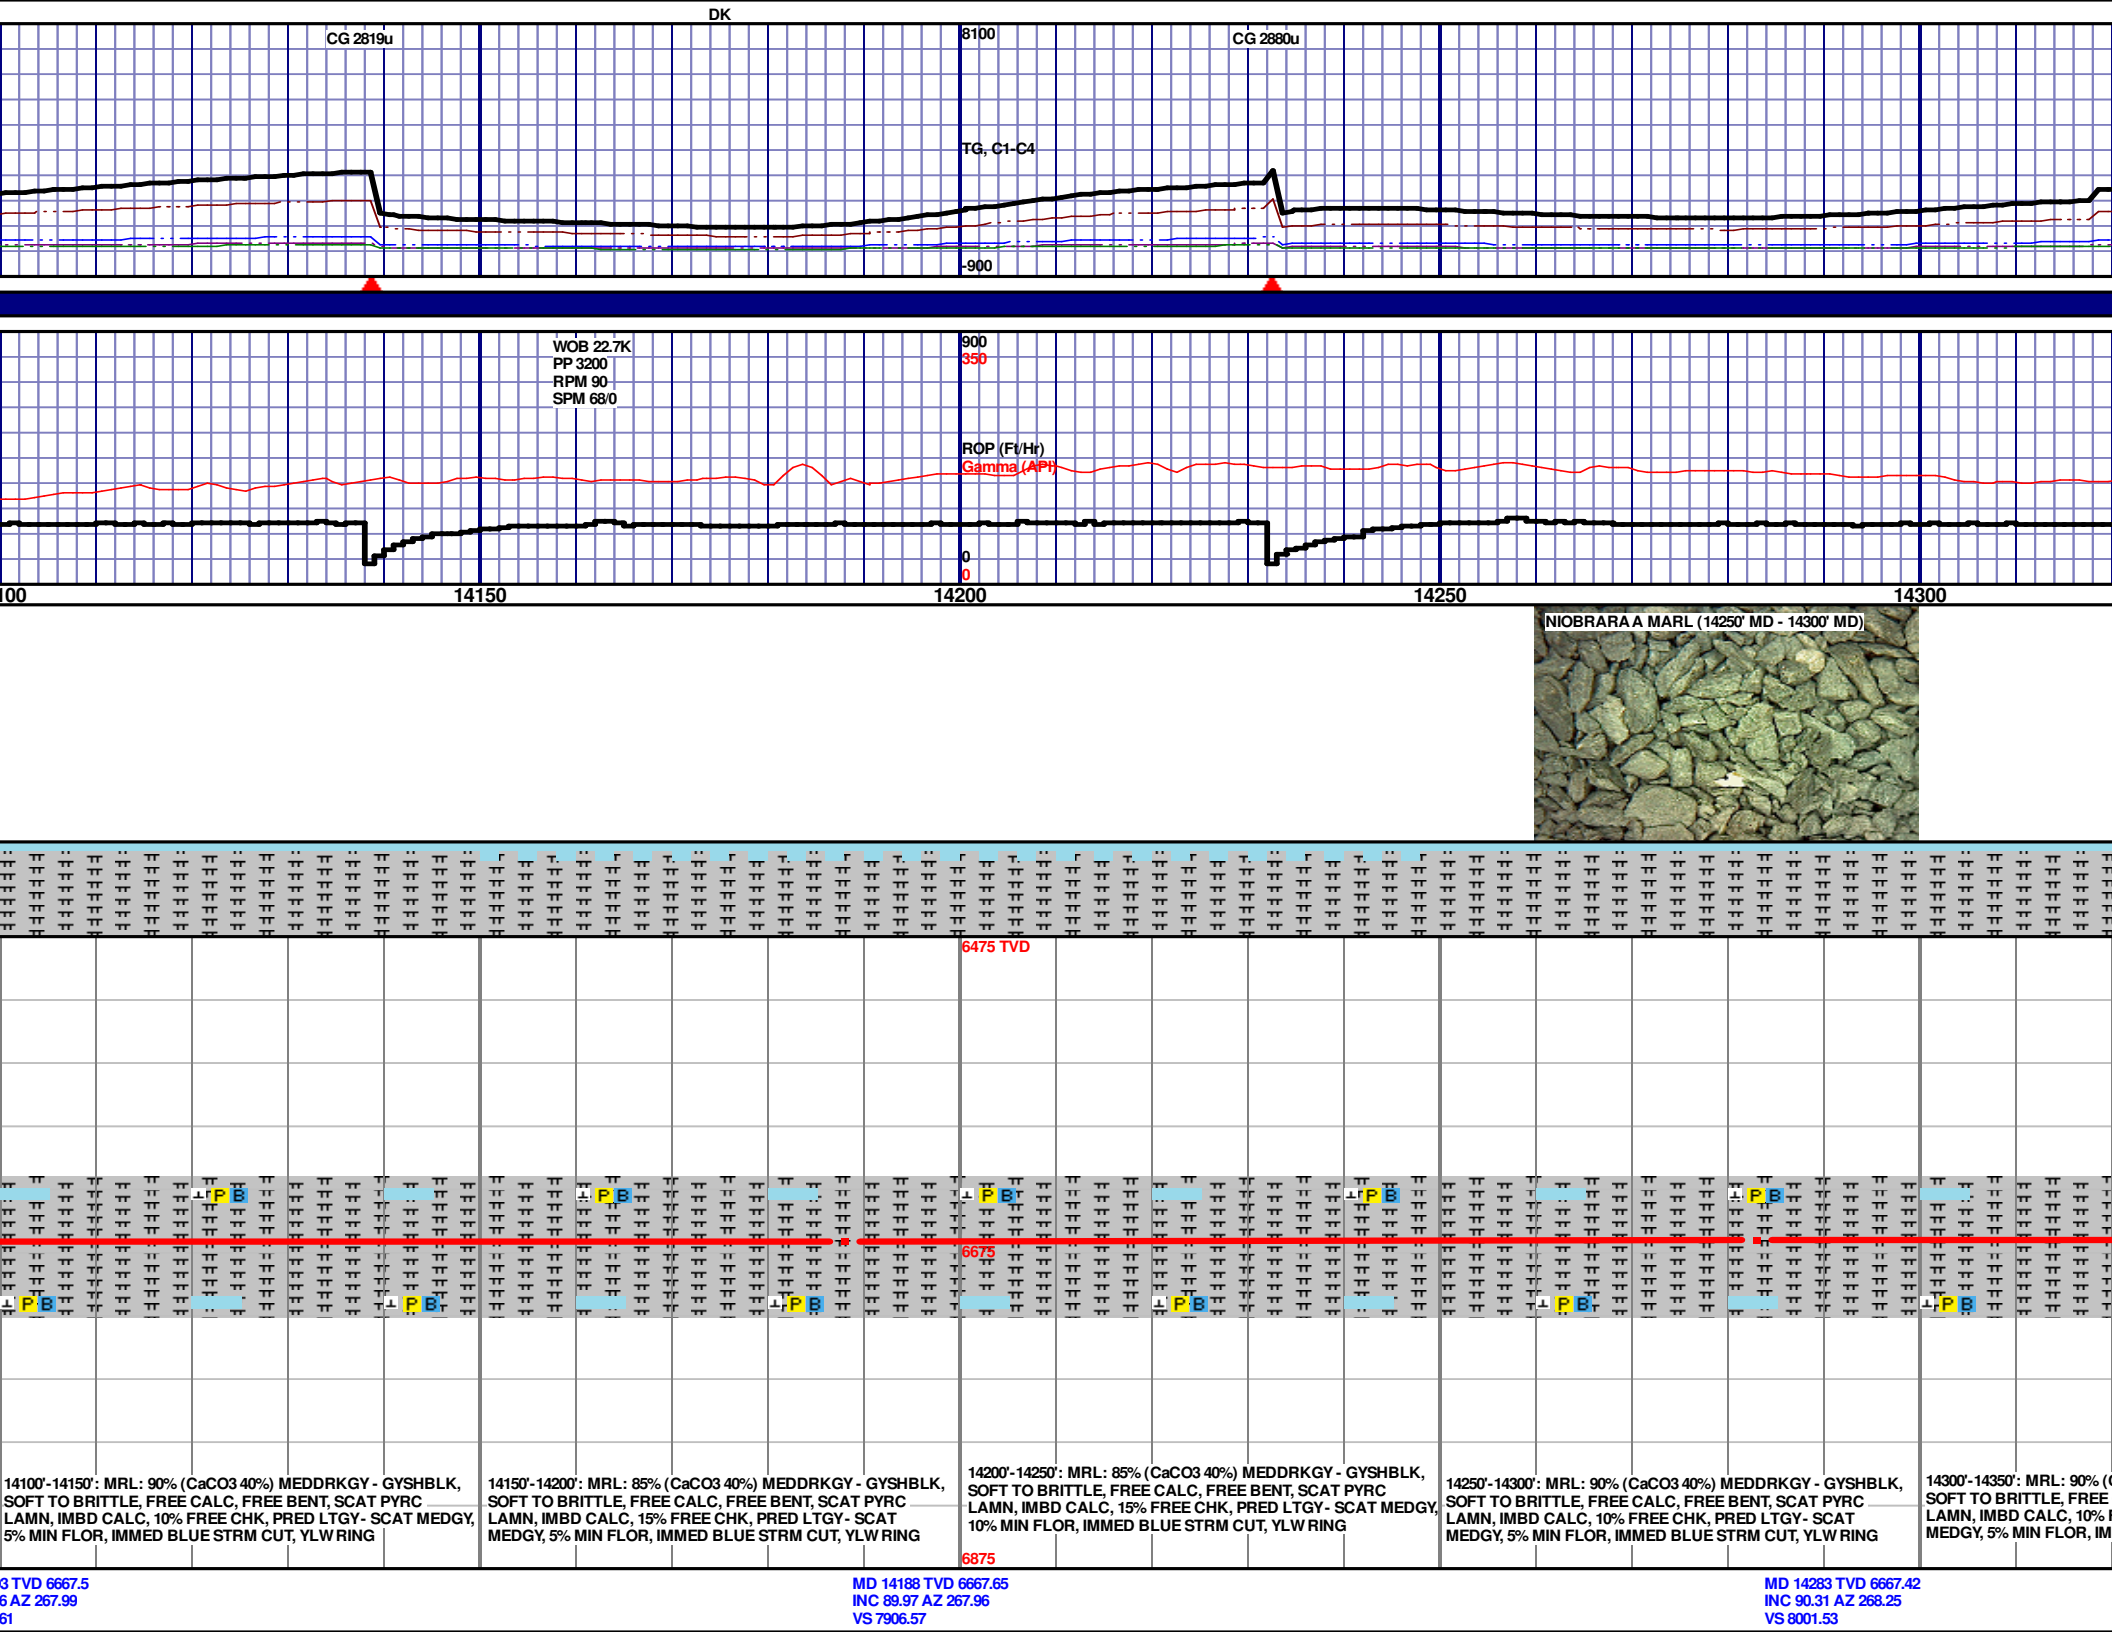 DK
CG 2819u
8100
CG 2880u
TG, C1-C4
-900
WOB 22.7K
PP 3200
RPM 90
SPM 68/0
900
350
ROP (Ft/Hr)
Gamma (API)
0
0
100
14150
14200
14250
14300
NIOBRARA A MARL (14250' MD - 14300' MD)
6475 TVD
P B
P B
P B
P B
P B
6675
P B
P B
P B
P B
P B
P B
14100'-14150': MRL: 90% (CaCO3 40%) MEDDRKGY - GYSHBLK,
SOFT TO BRITTLE, FREE CALC, FREE BENT, SCAT PYRC
LAMN, IMBD CALC, 10% FREE CHK, PRED LTGY- SCAT MEDGY,
5% MIN FLOR, IMMED BLUE STRM CUT, YLW RING
14150'-14200': MRL: 85% (CaCO3 40%) MEDDRKGY - GYSHBLK,
SOFT TO BRITTLE, FREE CALC, FREE BENT, SCAT PYRC
LAMN, IMBD CALC, 15% FREE CHK, PRED LTGY- SCAT
MEDGY, 5% MIN FLOR, IMMED BLUE STRM CUT, YLW RING
14200'-14250': MRL: 85% (CaCO3 40%) MEDDRKGY - GYSHBLK,
SOFT TO BRITTLE, FREE CALC, FREE BENT, SCAT PYRC
LAMN, IMBD CALC, 15% FREE CHK, PRED LTGY- SCAT MEDGY,
10% MIN FLOR, IMMED BLUE STRM CUT, YLW RING
14250'-14300': MRL: 90% (CaCO3 40%) MEDDRKGY - GYSHBLK,
SOFT TO BRITTLE, FREE CALC, FREE BENT, SCAT PYRC
LAMN, IMBD CALC, 10% FREE CHK, PRED LTGY- SCAT
MEDGY, 5% MIN FLOR, IMMED BLUE STRM CUT, YLW RING
14300'-14350': MRL: 90% (
SOFT TO BRITTLE, FREE
LAMN, IMBD CALC, 10%
MEDGY, 5% MIN FLOR, IM
6875
3 TVD 6667.5
6 AZ 267.99
61
MD 14188 TVD 6667.65
INC 89.97 AZ 267.96
VS 7906.57
MD 14283 TVD 6667.42
INC 90.31 AZ 268.25
VS 8001.53